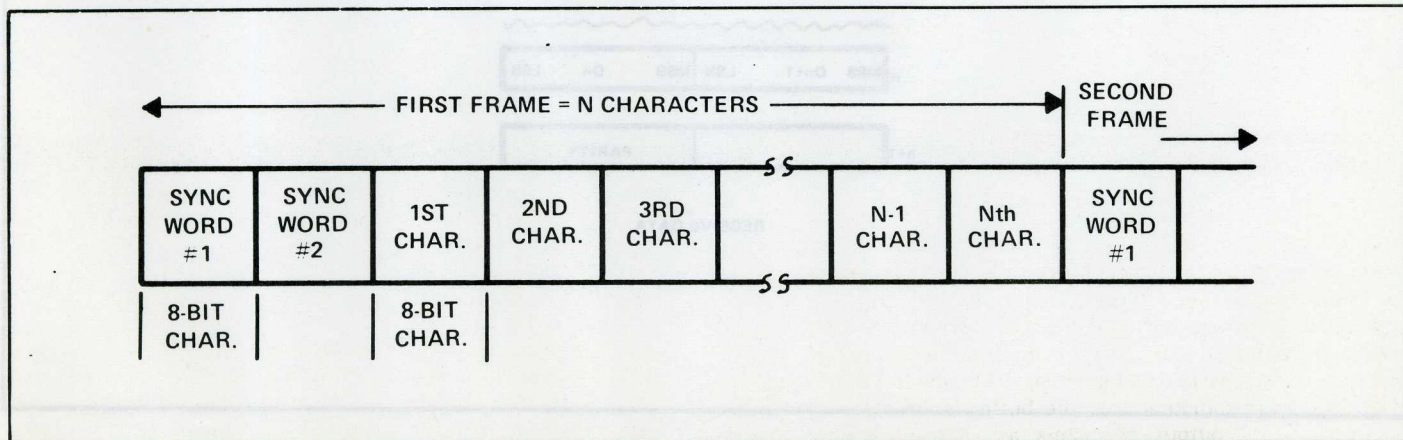 FIRST FRAME = N CHARACTERS
SECOND
FRAME
SYNC
WORD
#1
SYNC
WORD
#2
1ST
CHAR.
2ND
CHAR.
3RD
CHAR.
N-1
CHAR.
Nth
CHAR.
SYNC
WORD
#1
8-BIT
CHAR.
8-BIT
CHAR.